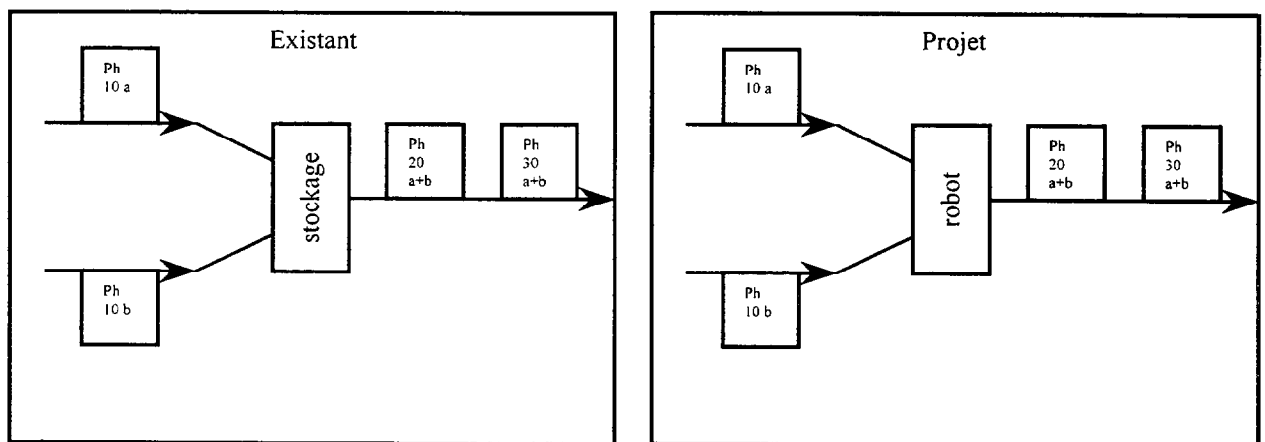 Existant
Ph
10 a
stockage
Ph
20
a+b
Ph
30
a+b
Ph
10 b
Projet
Ph
10 a
robot
Ph
20
a+b
Ph
30
a+b
Ph
10 b